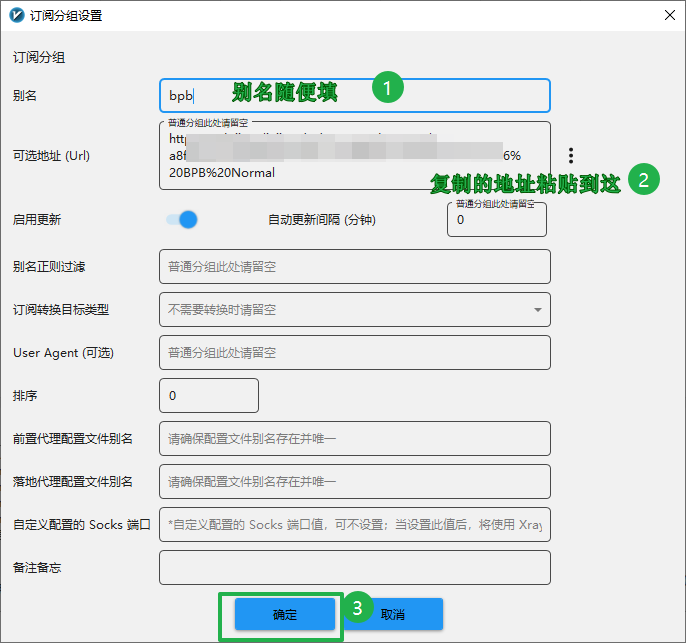 订阅分组设置
订阅分组
别名
bpb
别名随便填
1
普通分组此处请留空
可选地址 (Url)
a8f
6%
20BPB%20Normal
复制的地址粘贴到这
2
启用更新
自动更新间隔 (分钟)
普通分组此处请留空
0
别名正则过滤
普通分组此处请留空
订阅转换目标类型
不需要转换时请留空
User Agent (可选)
普通分组此处请留空
排序
0
前置代理配置文件别名
请确保配置文件别名存在并唯一
落地代理配置文件别名
请确保配置文件别名存在并唯一
自定义配置的 Socks 端口
*自定义配置的 Socks 端口值，可不设置；当设置此值后，将使用 Xray
备注备忘
确定
3
取消